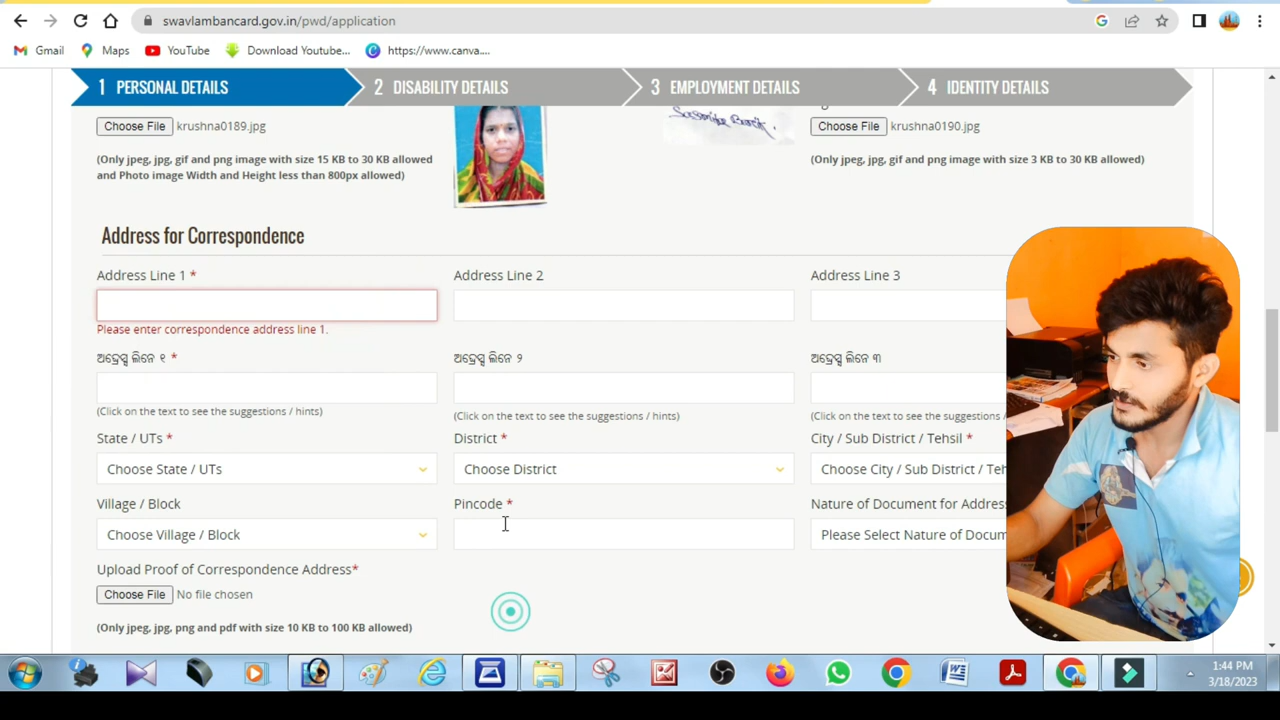 swavlambancard.gov.in/pwd/application
Gmail Maps YouTube Download Youtube... https://www.canva....
1 PERSONAL DETAILS 2 DISABILITY DETAILS 3 EMPLOYMENT DETAILS 4 IDENTITY DETAILS
Choose File krushna0189.jpg
Choose File krushna0190.jpg
(Only jpeg, jpg, gif and png image with size 15 KB to 30 KB allowed
and Photo image Width and Height less than 800px allowed)
(Only jpeg, jpg, gif and png image with size 3 KB to 30 KB allowed)
Address for Correspondence
Address Line 1 * Address Line 2 Address Line 3
Please enter correspondence address line 1.
ଅଦ୍ଦ୍ରେସ୍ସ ଲିନେ ୧ * ଅଦ୍ଦ୍ରେସ୍ସ ଲିନେ ୨ ଅଦ୍ଦ୍ରେସ୍ସ ଲିନେ ୩
(Click on the text to see the suggestions / hints) (Click on the text to see the suggestions / hints) (Click on the text to see the suggestions
State / UTs * District * City / Sub District / Tehsil *
Choose State / UTs Choose District Choose City / Sub District / Teh
Village / Block Pincode * Nature of Document for Addres
Choose Village / Block Please Select Nature of Docum
Upload Proof of Correspondence Address*
Choose File No file chosen
(Only jpeg, jpg, png and pdf with size 10 KB to 100 KB allowed)
1:44 PM
3/18/2023